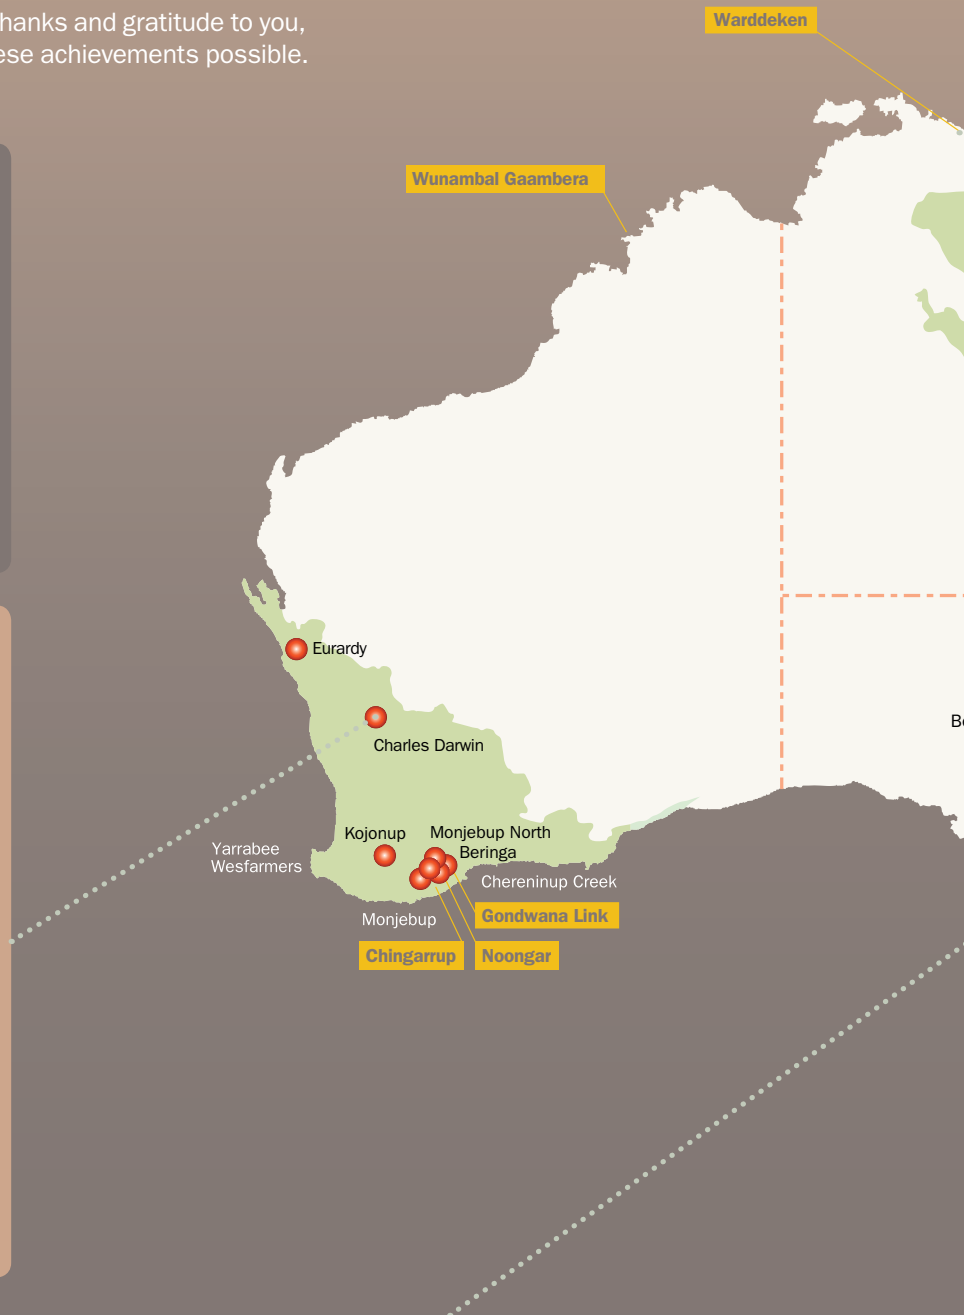 hanks and gratitude to you,
ese achievements possible.
Warddeken
Wunambal Gaambera
Eurardy
Charles Darwin
Kojonup
Monjebup North
Beringa
Yarrabee
Wesfarmers
Chereninup Creek
Monjebup
Gondwana Link
Chingarrup
Noongar